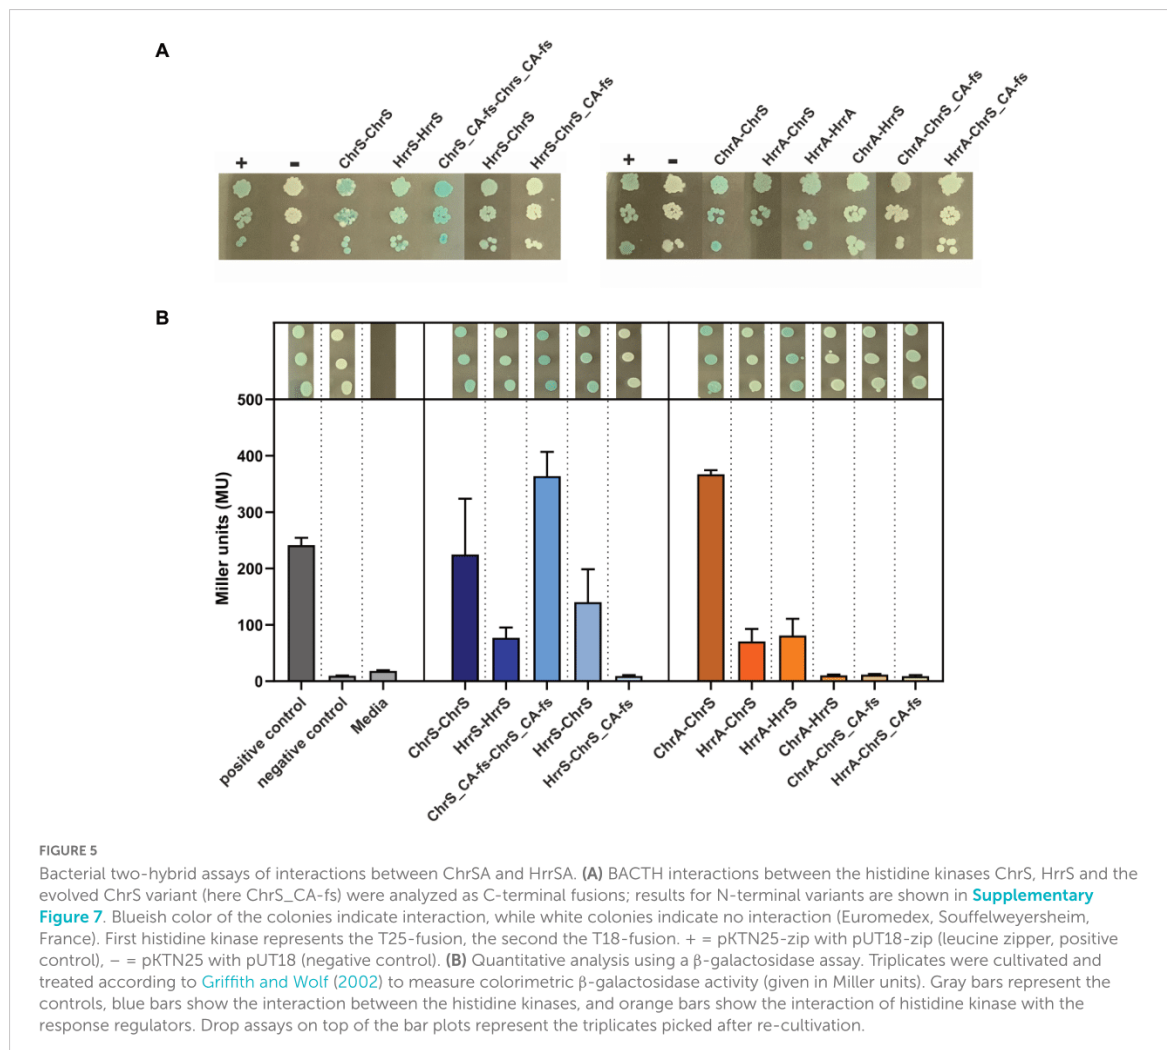 A
+
-
ChrS-ChrS
HrrS-HrrS
ChrS_CA-fs-Chrs_CA-fs
HrrS-ChrS
HrrS-ChrS_CA-fs
+
-
ChrA-ChrS
HrrA-ChrS
HrrA-HrrA
ChrA-HrrS
ChrA-ChrS_CA-fs
HrrA-ChrS_CA-fs
B
Miller units (MU)
500
400
300
200
100
0
positive control
negative control
Media
ChrS-ChrS
HrrS-HrrS
ChrS_CA-fs-ChrS_CA-fs
HrrS-ChrS
HrrS-ChrS_CA-fs
ChrA-ChrS
HrrA-ChrS
HrrA-HrrS
ChrA-HrrS
ChrA-ChrS_CA-fs
HrrA-ChrS_CA-fs
FIGURE 5
Bacterial two-hybrid assays of interactions between ChrSA and HrrSA. (A) BACTH interactions between the histidine kinases ChrS, HrrS and the
evolved ChrS variant (here ChrS_CA-fs) were analyzed as C-terminal fusions; results for N-terminal variants are shown in Supplementary
Figure 7. Blueish color of the colonies indicate interaction, while white colonies indicate no interaction (Euromedex, Souffelweyersheim,
France). First histidine kinase represents the T25-fusion, the second the T18-fusion. + = pKTN25-zip with pUT18-zip (leucine zipper, positive
control), − = pKTN25 with pUT18 (negative control). (B) Quantitative analysis using a β-galactosidase assay. Triplicates were cultivated and
treated according to Griffith and Wolf (2002) to measure colorimetric β-galactosidase activity (given in Miller units). Gray bars represent the
controls, blue bars show the interaction between the histidine kinases, and orange bars show the interaction of histidine kinase with the
response regulators. Drop assays on top of the bar plots represent the triplicates picked after re-cultivation.